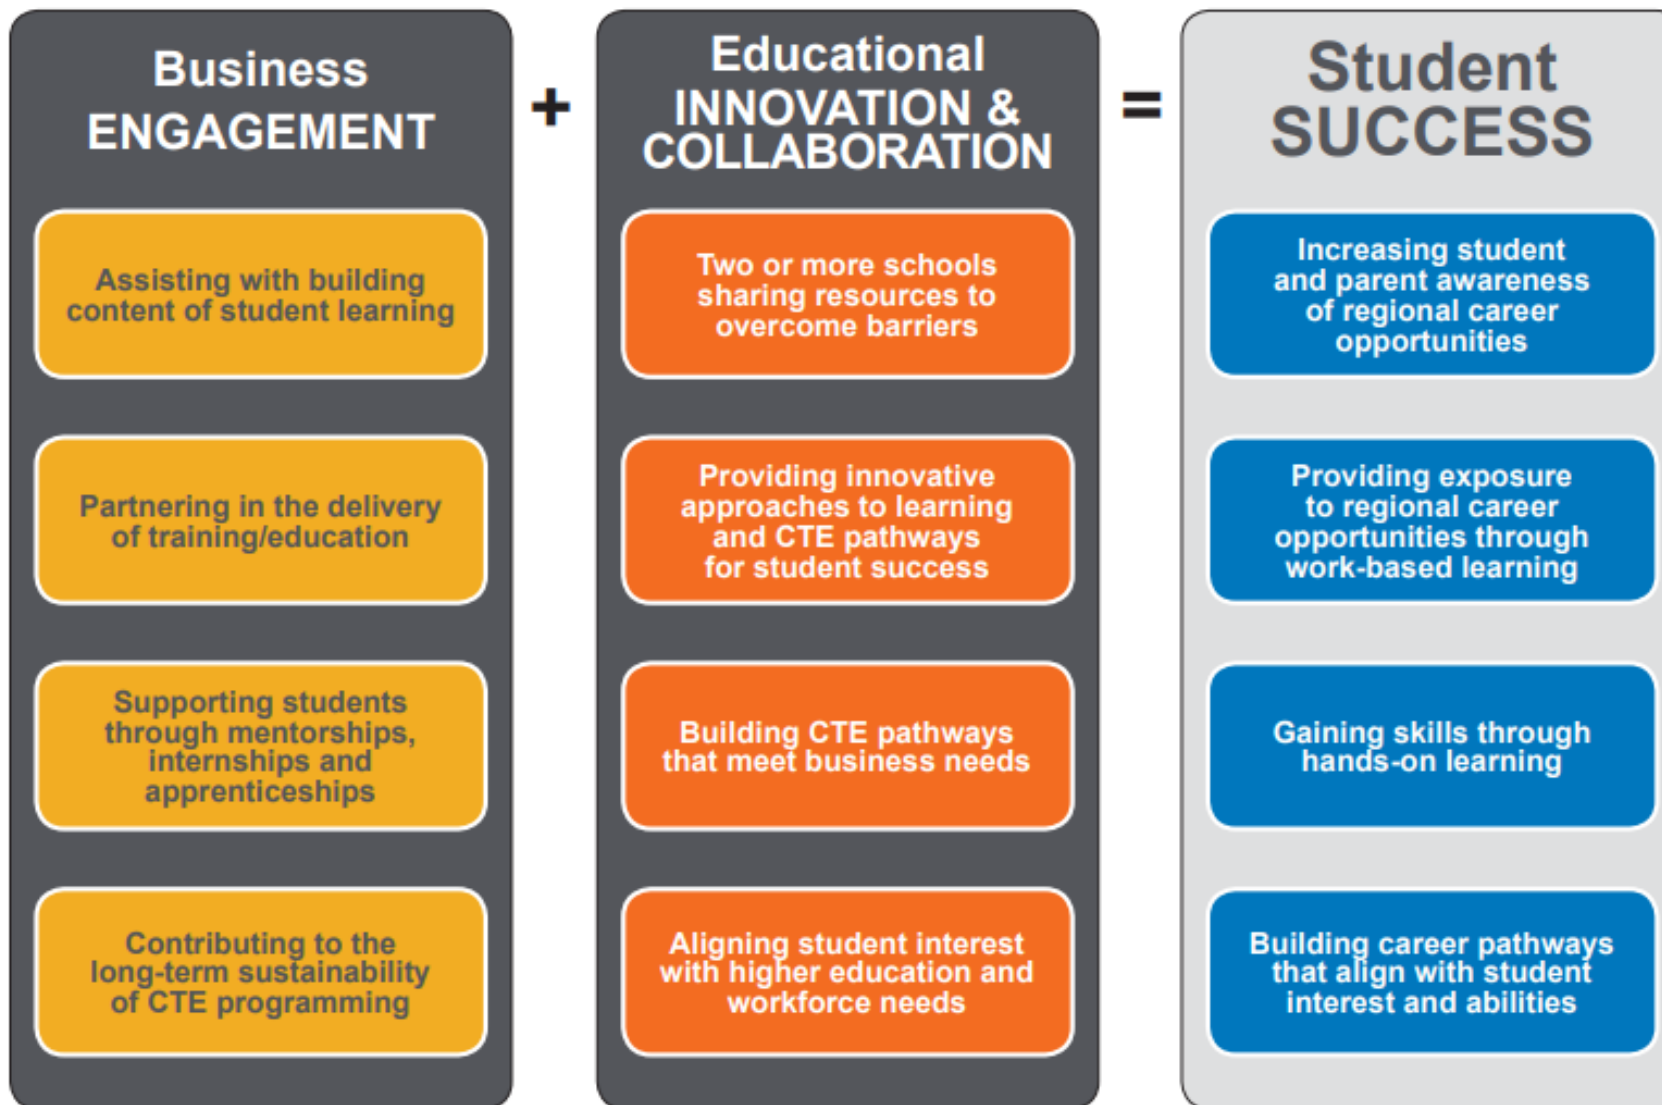 Business
ENGAGEMENT
Assisting with building
content of student learning
Partnering in the delivery
of training/education
Supporting students
through mentorships,
internships and
apprenticeships
Contributing to the
long-term sustainability
of CTE programming
+
Educational
INNOVATION &
COLLABORATION
Two or more schools
sharing resources to
overcome barriers
Providing innovative
approaches to learning
and CTE pathways
for student success
Building CTE pathways
that meet business needs
Aligning student interest
with higher education and
workforce needs
=
Student
SUCCESS
Increasing student
and parent awareness
of regional career
opportunities
Providing exposure
to regional career
opportunities through
work-based learning
Gaining skills through
hands-on learning
Building career pathways
that align with student
interest and abilities